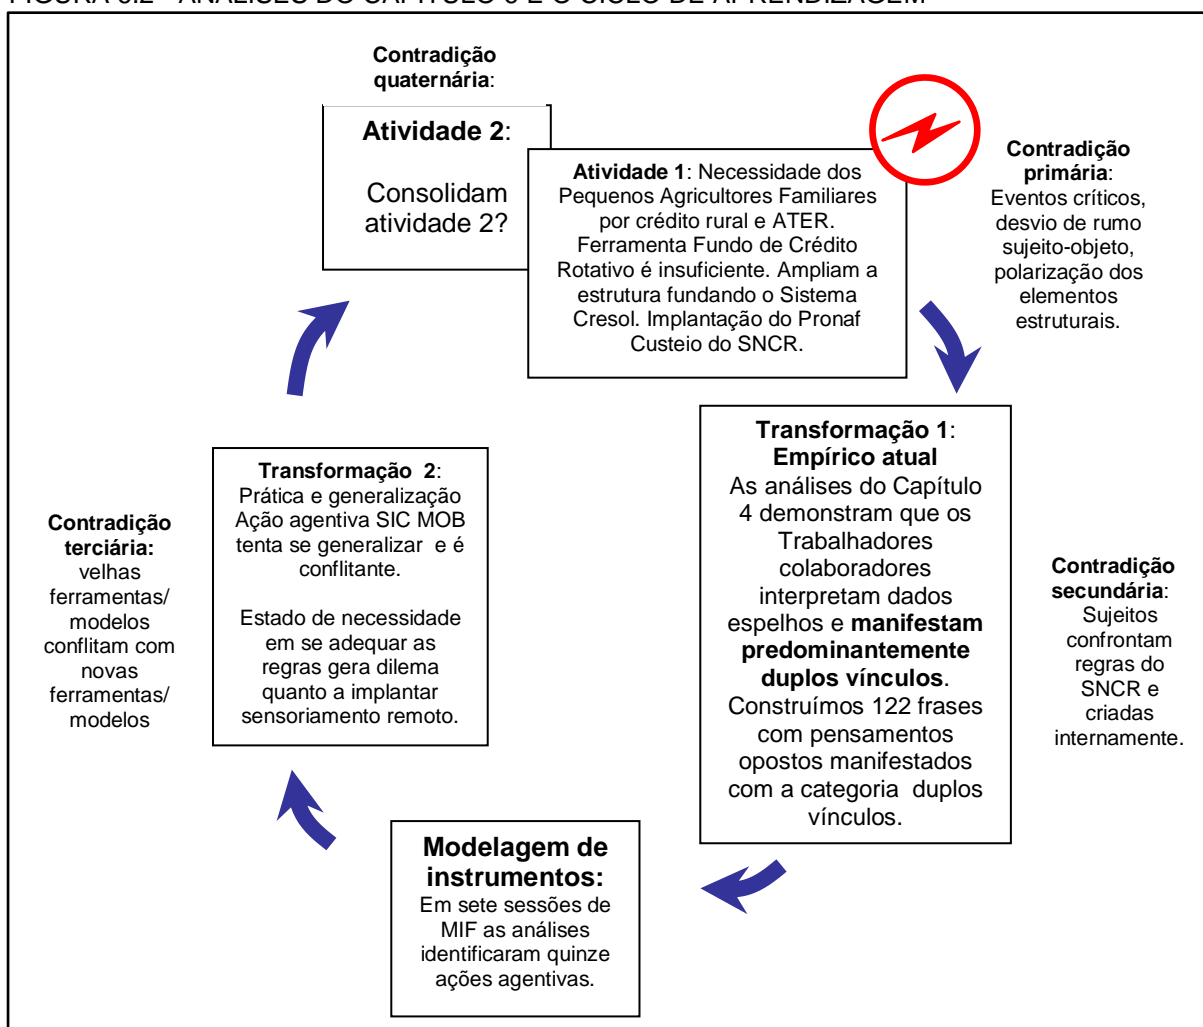 Contradição
quaternária:
Atividade 2:
Consolidam
atividade 2?
Atividade 1: Necessidade dos
Pequenos Agricultores Familiares
por crédito rural e ATER.
Ferramenta Fundo de Crédito
Rotativo é insuficiente. Ampliam a
estrutura fundando o Sistema
Cresol. Implantação do Pronaf
Custeio do SNCR.
Contradição
primária:
Eventos críticos,
desvio de rumo
sujeito-objeto,
polarização dos
elementos
estruturais.
Transformação 1:
Empírico atual
As análises do Capítulo
4 demonstram que os
Trabalhadores
colaboradores
interpretam dados
espelhos e manifestam
predominantemente
duplos vínculos.
Construímos 122 frases
com pensamentos
opostos manifestados
com a categoria duplos
vínculos.
Contradição
secundária:
Sujeitos
confrontam
regras do
SNCR e
criadas
internamente.
Modelagem de
instrumentos:
Em sete sessões de
MIF as análises
identificaram quinze
ações agentivas.
Transformação 2:
Prática e generalização
Ação agentiva SIC MOB
tenta se generalizar e é
conflitante.
Estado de necessidade
em se adequar as
regras gera dilema
quanto a implantar
sensoriamento remoto.
Contradição
terciária:
velhas
ferramentas/
modelos
conflitam com
novas
ferramentas/
modelos